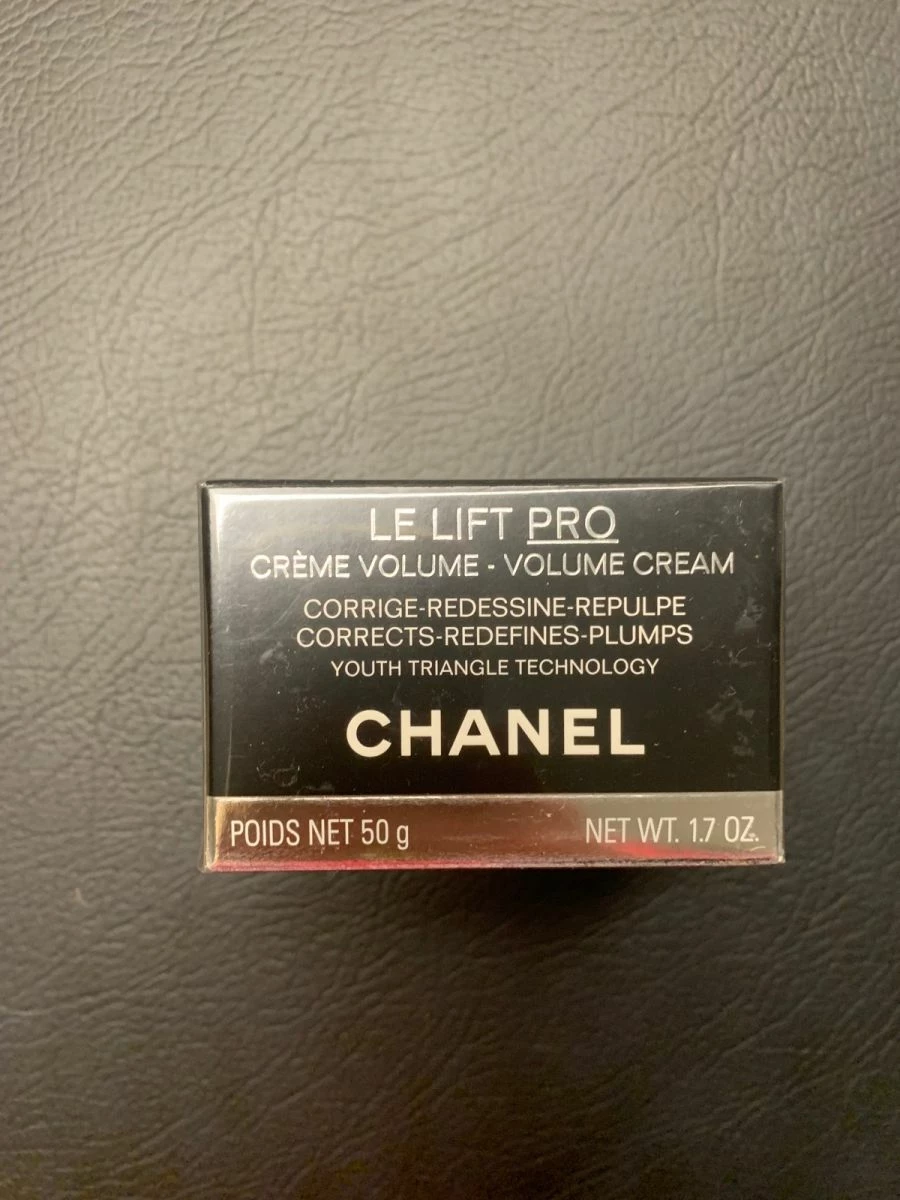 LE LIFT PRO
CRÈME VOLUME - VOLUME CREAM
CORRIGE-REDESSINE-REPULPE
CORRECTS-REDEFINES-PLUMPS
YOUTH TRIANGLE TECHNOLOGY
CHANEL
POIDS NET 50 g NET WT. 1.7 OZ.